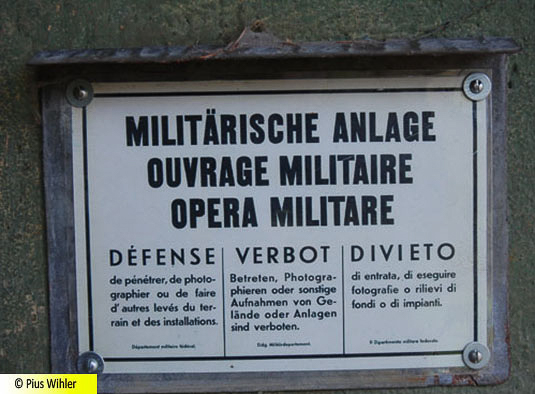 MILITÄRISCHE ANLAGE
OUVRAGE MILITAIRE
OPERA MILITARE
DÉFENSE
de pénétrer, de photo-
graphier ou de faire
d'autres levés du ter-
rain et des installations.
Département militaire fédéral.
VERBOT
Betreten, Photogra-
phieren oder sonstige
Aufnahmen von Ge-
lände oder Anlagen
sind verboten.
Eidg. Militärdepartement.
DIVIETO
di entrata, di eseguire
fotografie o rilievi di
fondi o di impianti.
Il Dipartimento militare federale.
© Pius Wihler